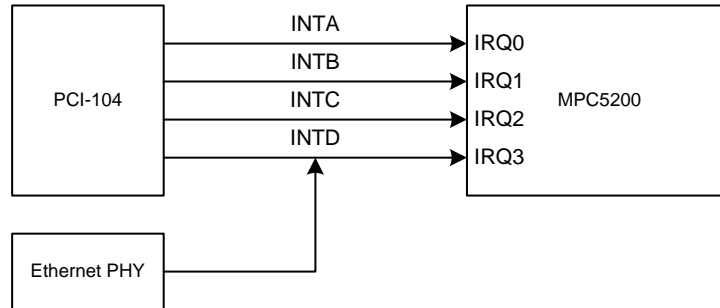 INTA
IRQ0
INTB
IRQ1
PCI-104
MPC5200
INTC
IRQ2
INTD
IRQ3
Ethernet PHY